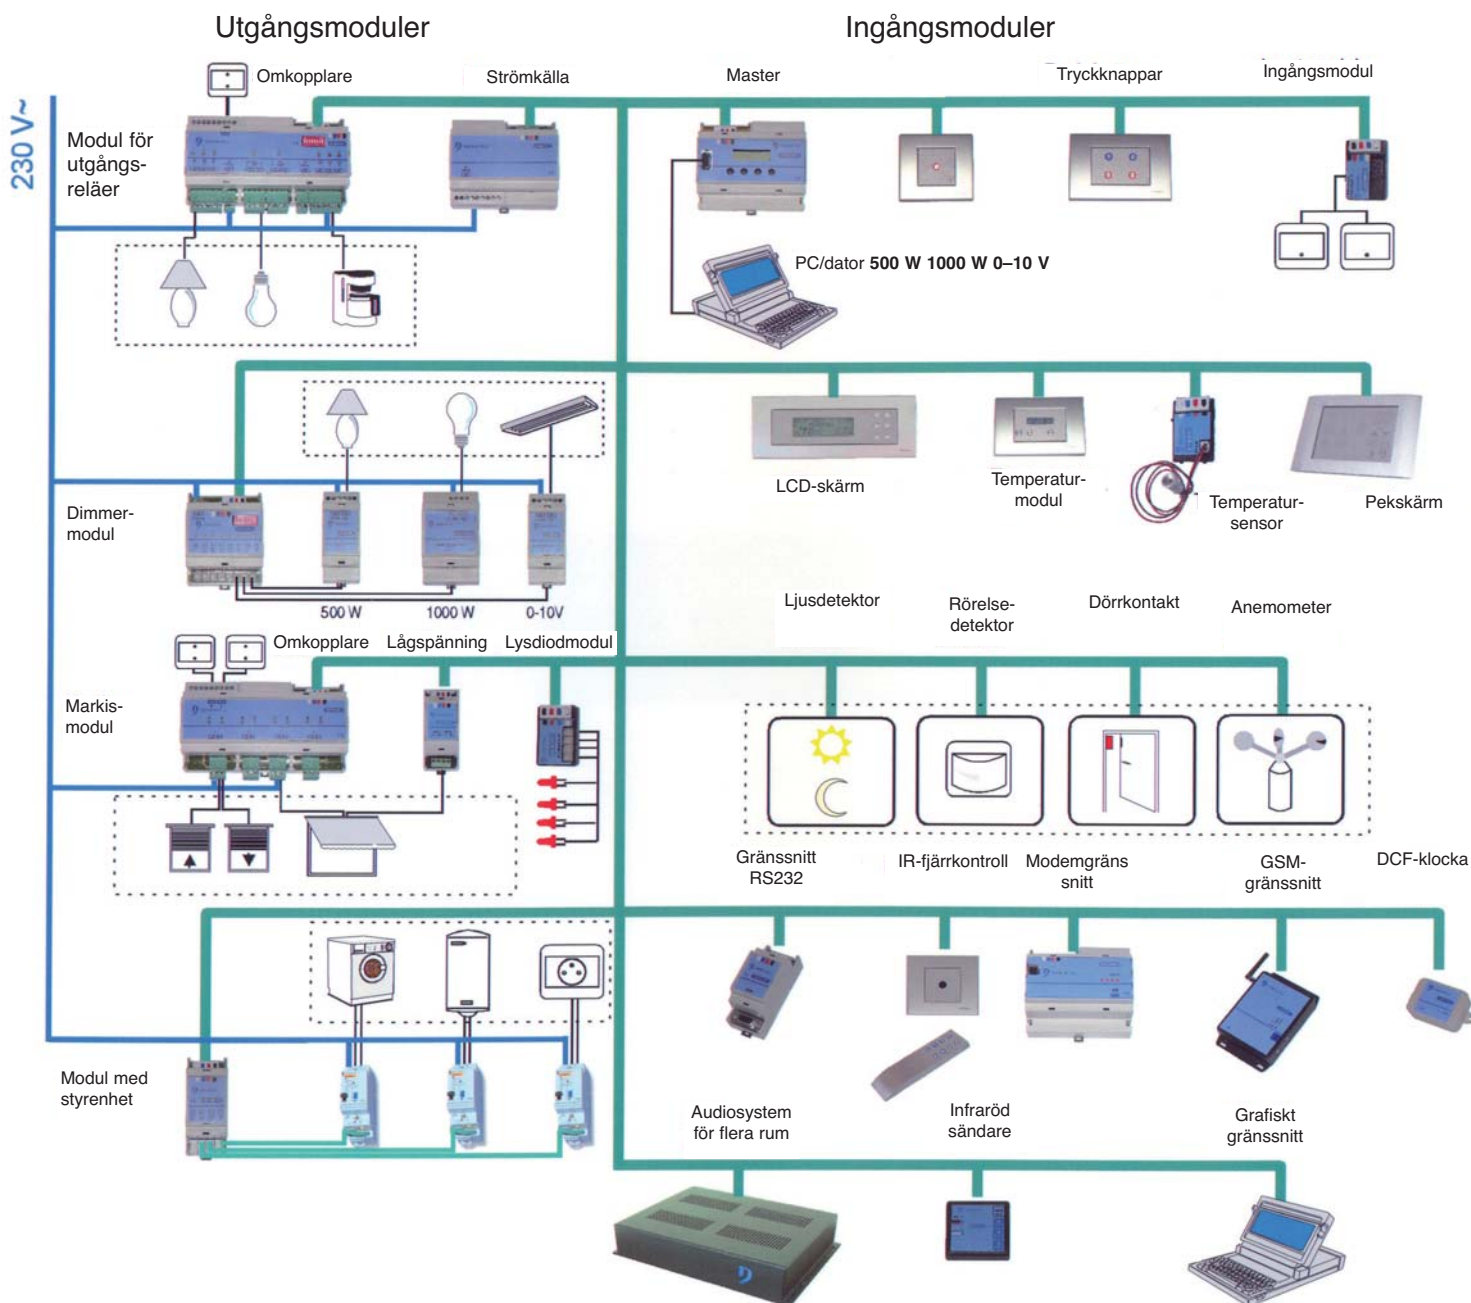 Utgångsmoduler
Ingångsmoduler
Omkopplare
Strömkälla
Master
Tryckknappar
Ingångsmodul
230 V~
Modul för
utgångs-
reläer
PC/dator 500 W 1000 W 0–10 V
LCD-skärm
Temperatur-
modul
Temperatur-
sensor
Pekskärm
Dimmer-
modul
500 W
1000 W
0-10V
Ljusdetektor
Rörelse-
detektor
Dörrkontakt
Anemometer
Omkopplare
Lågspänning
Lysdiodmodul
Markis-
modul
Gränssnitt
RS232
IR-fjärrkontroll
Modemgräns
snitt
GSM-
gränssnitt
DCF-klocka
Modul med
styrenhet
Audiosystem
för flera rum
Infraröd
sändare
Grafiskt
gränssnitt